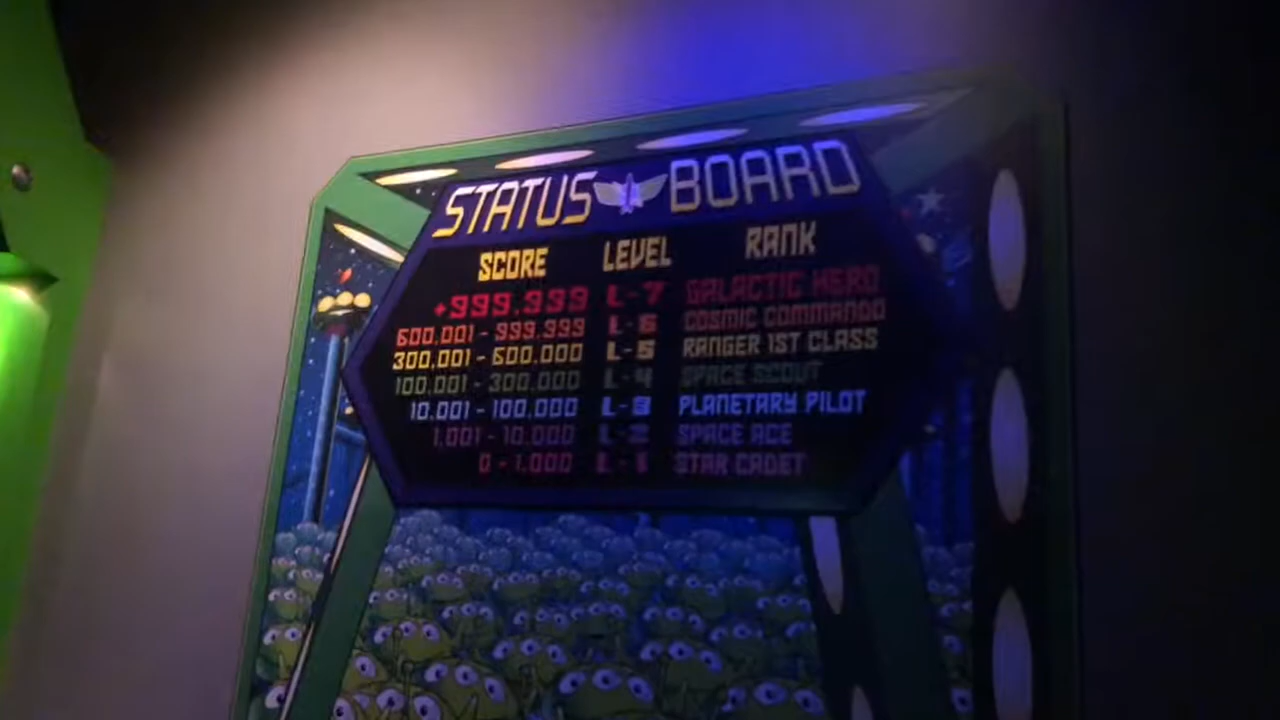 STATUS BOARD
SCORE LEVEL RANK
+999.999 L-7 GALACTIC HERO
600.001 - 999.999 L-6 COSMIC COMMANDO
300,001 - 600.000 L-5 RANGER 1ST CLASS
100.001 - 300.000 L-4 SPACE SCOUT
10.001 - 100.000 L-3 PLANETARY PILOT
1.001 - 10.000 L-2 SPACE ACE
0 - 1.000 L-1 STAR CADET